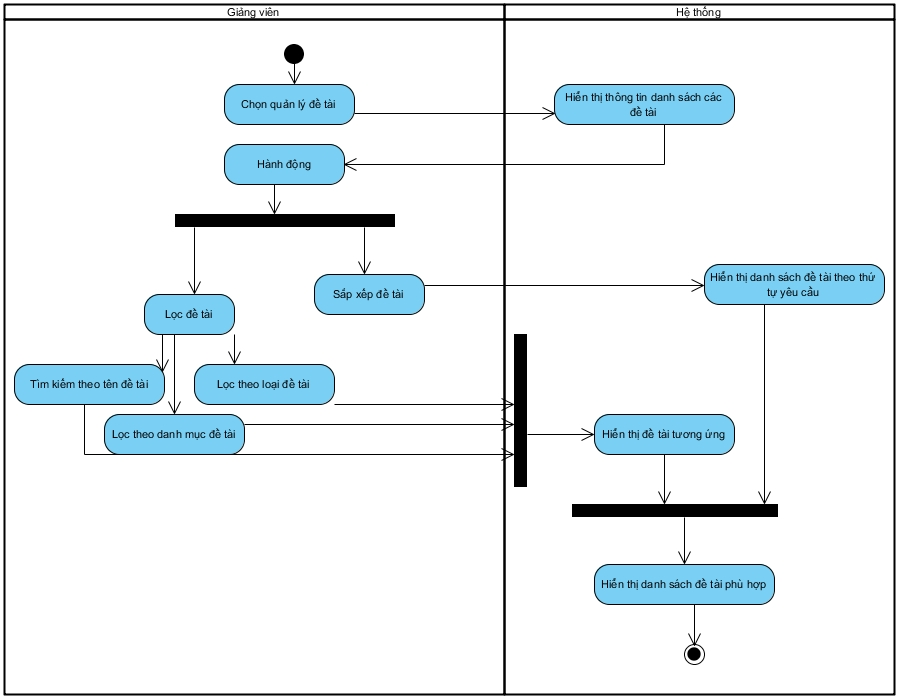 Giảng viên
Hệ thống
Chọn quản lý đề tài
Hiển thị thông tin danh sách các
đề tài
Hành động
Sắp xếp đề tài
Hiển thị danh sách đề tài theo thứ
tự yêu cầu
Lọc đề tài
Tìm kiếm theo tên đề tài
Lọc theo loại đề tài
Lọc theo danh mục đề tài
Hiển thị đề tài tương ứng
Hiển thị danh sách đề tài phù hợp